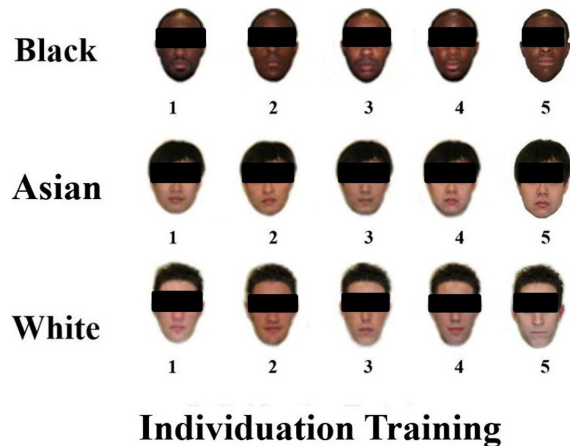 Black
1 2 3 4 5
Asian
1 2 3 4 5
White
1 2 3 4 5
Individuation Training